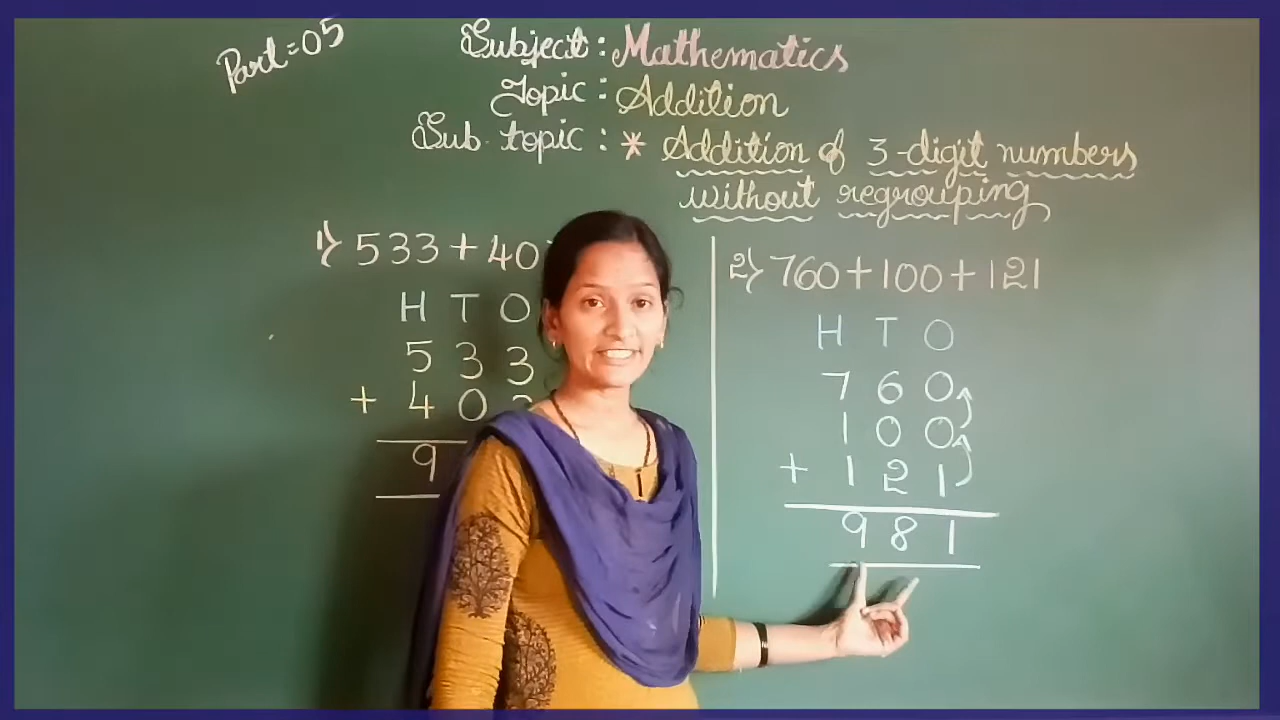 Part=05
Subject: Mathematics
Topic: Addition
Sub topic: * Addition of 3-digit numbers
without regrouping
1) 533+40
H T O
5 3 3
+ 4 0
9
2) 760+100+121
H T O
7 6 0
1 0 0
+ 1 2 1
9 8 1